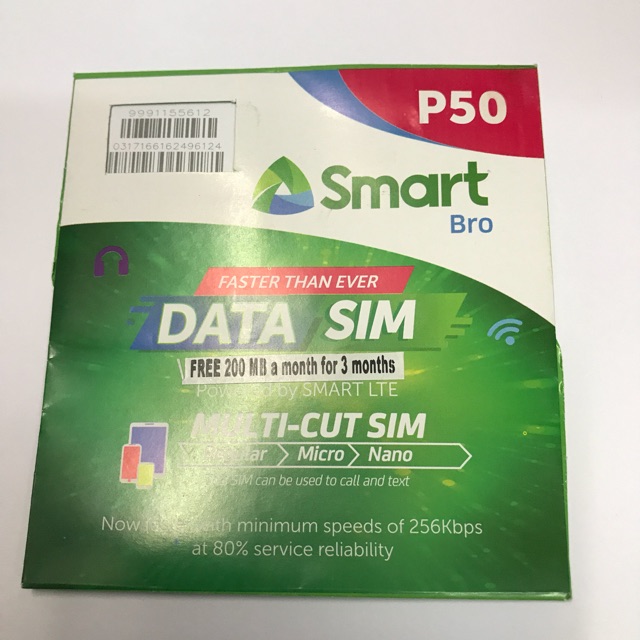 9991155612
0317166162496124
P50
Smart
Bro
FASTER THAN EVER
DATA SIM
FREE 200 MB a month for 3 months
Powered by SMART LTE
MULTI-CUT SIM
Regular Micro Nano
SIM can be used to call and text
Now with minimum speeds of 256Kbps
at 80% service reliability